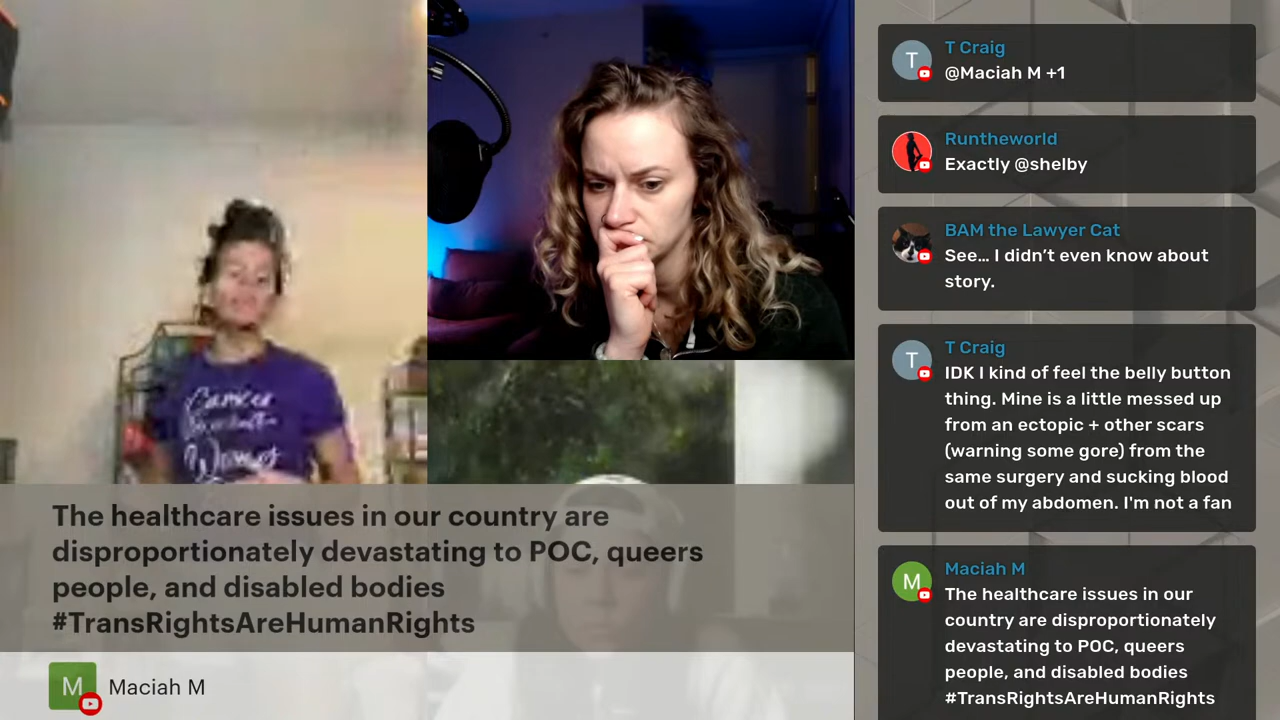 Cancer
Women's
The healthcare issues in our country are
disproportionately devastating to POC, queers
people, and disabled bodies
#TransRightsAreHumanRights
M
Maciah M
T
T Craig
@Maciah M +1
Runtheworld
Exactly @shelby
BAM the Lawyer Cat
See... I didn’t even know about
story.
T
T Craig
IDK I kind of feel the belly button
thing. Mine is a little messed up
from an ectopic + other scars
(warning some gore) from the
same surgery and sucking blood
out of my abdomen. I'm not a fan
M
Maciah M
The healthcare issues in our
country are disproportionately
devastating to POC, queers
people, and disabled bodies
#TransRightsAreHumanRights